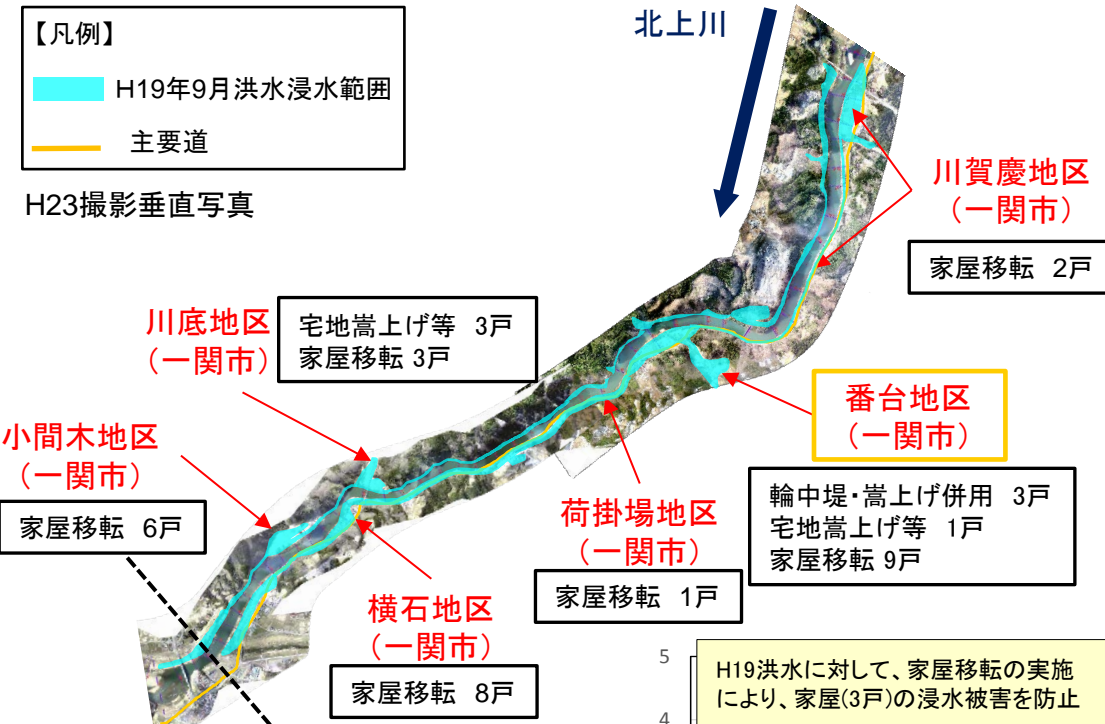 【凡例】
H19年9月洪水浸水範囲
主要道
H23撮影垂直写真
北上川
川賀慶地区
（一関市）
家屋移転 2戸
川底地区
（一関市）
宅地嵩上げ等 3戸
家屋移転 3戸
番台地区
（一関市）
輪中堤・嵩上げ併用 3戸
宅地嵩上げ等 1戸
家屋移転 9戸
小間木地区
（一関市）
家屋移転 6戸
荷掛場地区
（一関市）
家屋移転 1戸
横石地区
（一関市）
家屋移転 8戸
5
4
H19洪水に対して、家屋移転の実施
により、家屋(3戸)の浸水被害を防止